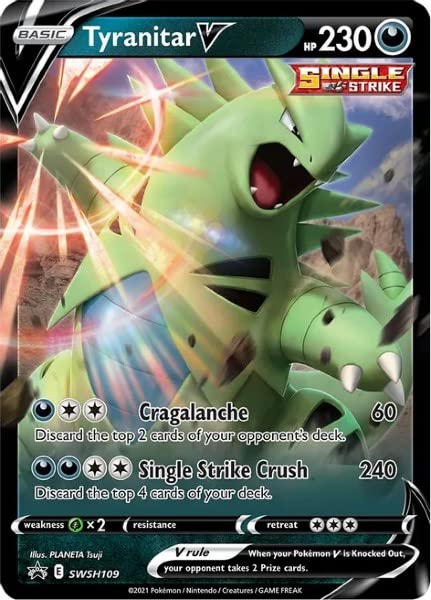 BASIC Tyranitar V HP 230
SINGLE
STRIKE
Cragalanche 60
Discard the top 2 cards of your opponent's deck.
Single Strike Crush 240
Discard the top 4 cards of your deck.
weakness ×2 resistance retreat
Illus. PLANETA Tsuji
V rule When your Pokémon V is Knocked Out,
your opponent takes 2 Prize cards.
E SWSH109
©2021 Pokémon / Nintendo / Creatures / GAME FREAK